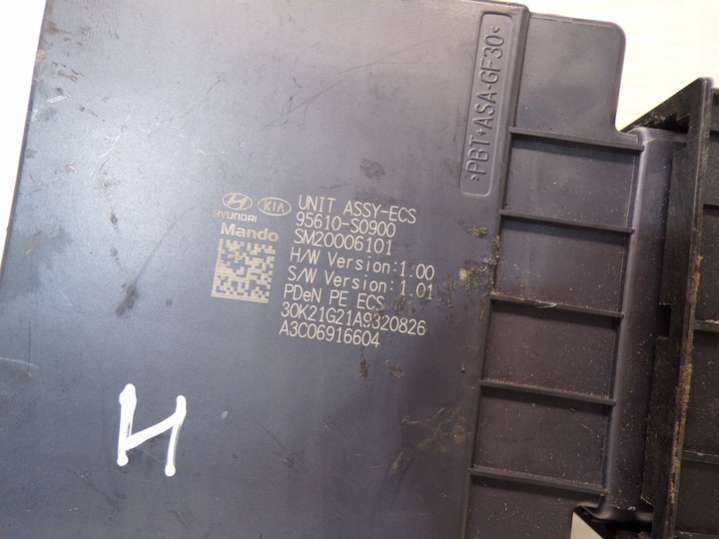 >PBT+ASA-GF30<
HYUNDAI
KIA
Mando
UNIT ASSY-ECS
95610-S0900
SM20006101
H/W Version:1.00
S/W Version:1.01
PDeN PE ECS
30K21G21A9320826
A3C06916604
H